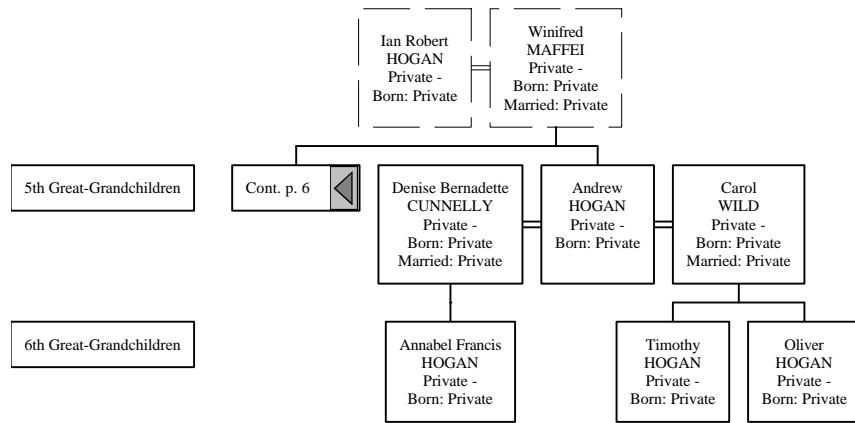 Ian Robert
HOGAN
Private -
Born: Private
Winifred
MAFFEI
Private -
Born: Private
Married: Private
5th Great-Grandchildren
Cont. p. 6
Denise Bernadette
CUNNELLY
Private -
Born: Private
Married: Private
Andrew
HOGAN
Private -
Born: Private
Carol
WILD
Private -
Born: Private
Married: Private
6th Great-Grandchildren
Annabel Francis
HOGAN
Private -
Born: Private
Timothy
HOGAN
Private -
Born: Private
Oliver
HOGAN
Private -
Born: Private